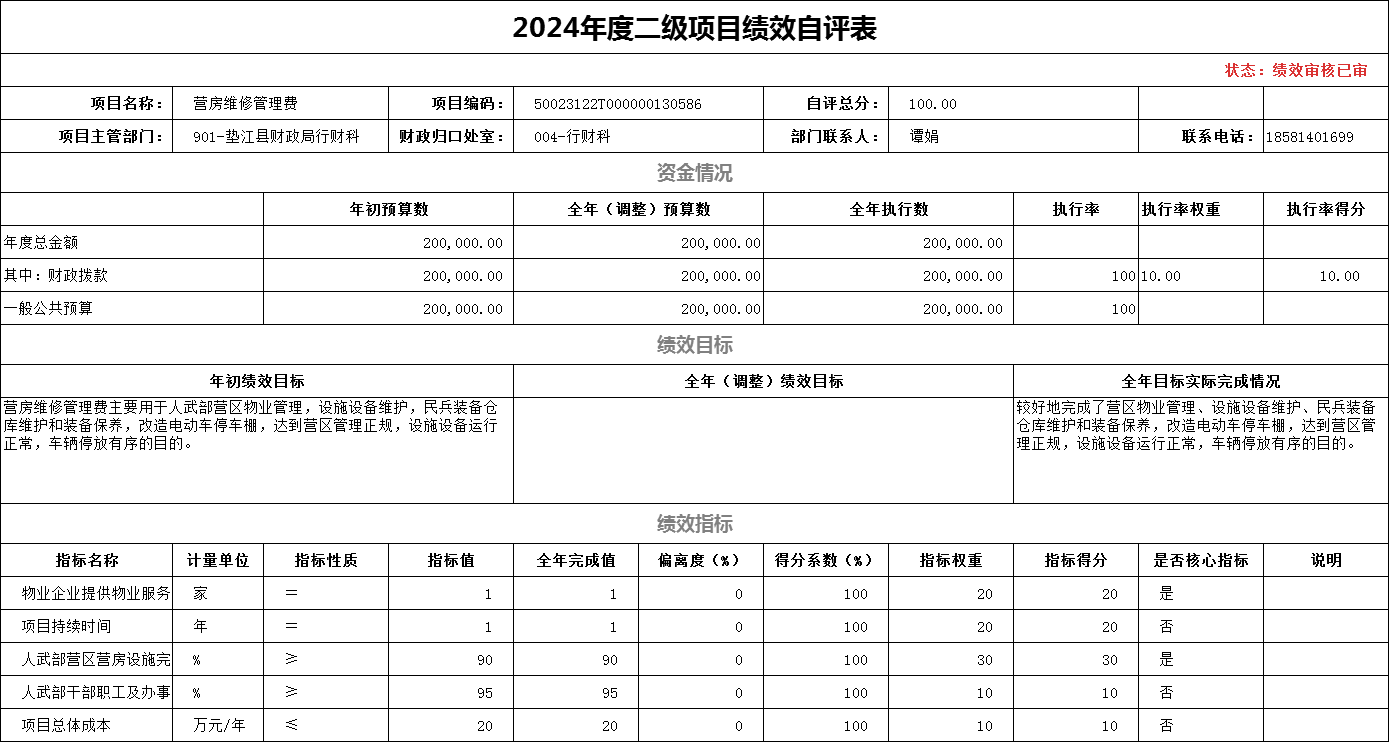 2024年度二级项目绩效自评表
状态：绩效审核已审
项目名称： 营房维修管理费 项目编码： 50023122T000000130586 自评总分： 100.00
项目主管部门： 901-垫江县财政局行财科 财政归口处室： 004-行财科 部门联系人： 谭娟 联系电话： 18581401699
资金情况
年初预算数 全年（调整）预算数 全年执行数 执行率 执行率权重 执行率得分
年度总金额 200,000.00 200,000.00 200,000.00
其中：财政拨款 200,000.00 200,000.00 200,000.00 100 10.00 10.00
一般公共预算 200,000.00 200,000.00 200,000.00 100
绩效目标
年初绩效目标 全年（调整）绩效目标 全年目标实际完成情况
营房维修管理费主要用于人武部营区物业管理，设施设备维护，民兵装备仓
库维护和装备保养，改造电动车停车棚，达到营区管理正规，设施设备运行
正常，车辆停放有序的目的。
较好地完成了营区物业管理、设施设备维护、民兵装备
仓库维护和装备保养，改造电动车停车棚，达到营区管
理正规，设施设备运行正常，车辆停放有序的目的。
绩效指标
指标名称 计量单位 指标性质 指标值 全年完成值 偏离度（%） 得分系数（%） 指标权重 指标得分 是否核心指标 说明
物业企业提供物业服务 家 ＝ 1 1 0 100 20 20 是
项目持续时间 年 ＝ 1 1 0 100 20 20 否
人武部营区营房设施完 % ≥ 90 90 0 100 30 30 是
人武部干部职工及办事 % ≥ 95 95 0 100 10 10 否
项目总体成本 万元/年 ≤ 20 20 0 100 10 10 否